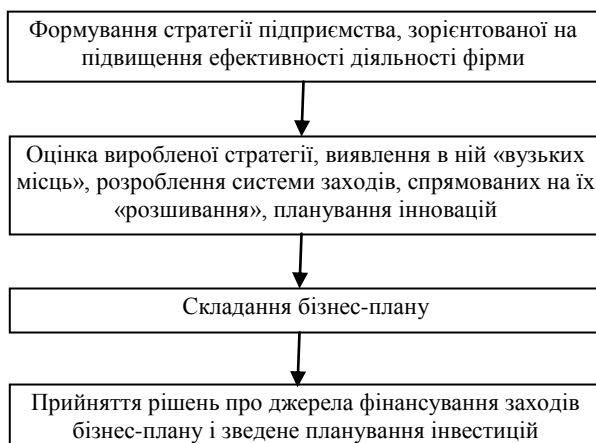 Формування стратегії підприємства, зорієнтованої на
підвищення ефективності діяльності фірми
Оцінка виробленої стратегії, виявлення в ній «вузьких
місць», розроблення системи заходів, спрямованих на їх
«розшивання», планування інновацій
Складання бізнес-плану
Прийняття рішень про джерела фінансування заходів
бізнес-плану і зведене планування інвестицій